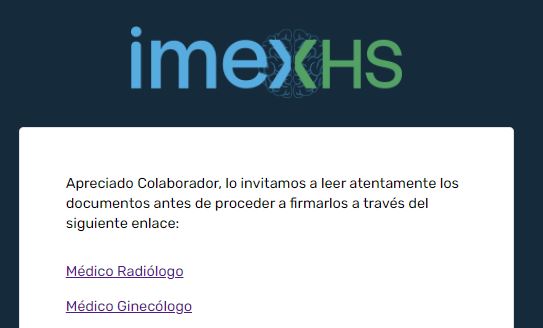 imexHS
Apreciado Colaborador, lo invitamos a leer atentamente los
documentos antes de proceder a firmarlos a través del
siguiente enlace:
Médico Radiólogo
Médico Ginecólogo